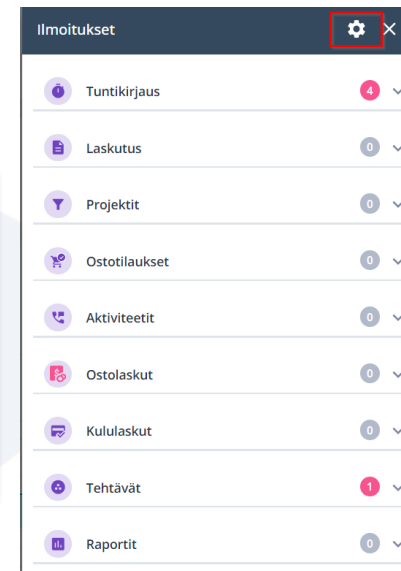 Ilmoitukset
Tuntikirjaus 4
Laskutus 0
Projektit 0
Ostotilaukset 0
Aktiviteetit 0
Ostolaskut 0
Kululaskut 0
Tehtävät 1
Raportit 0